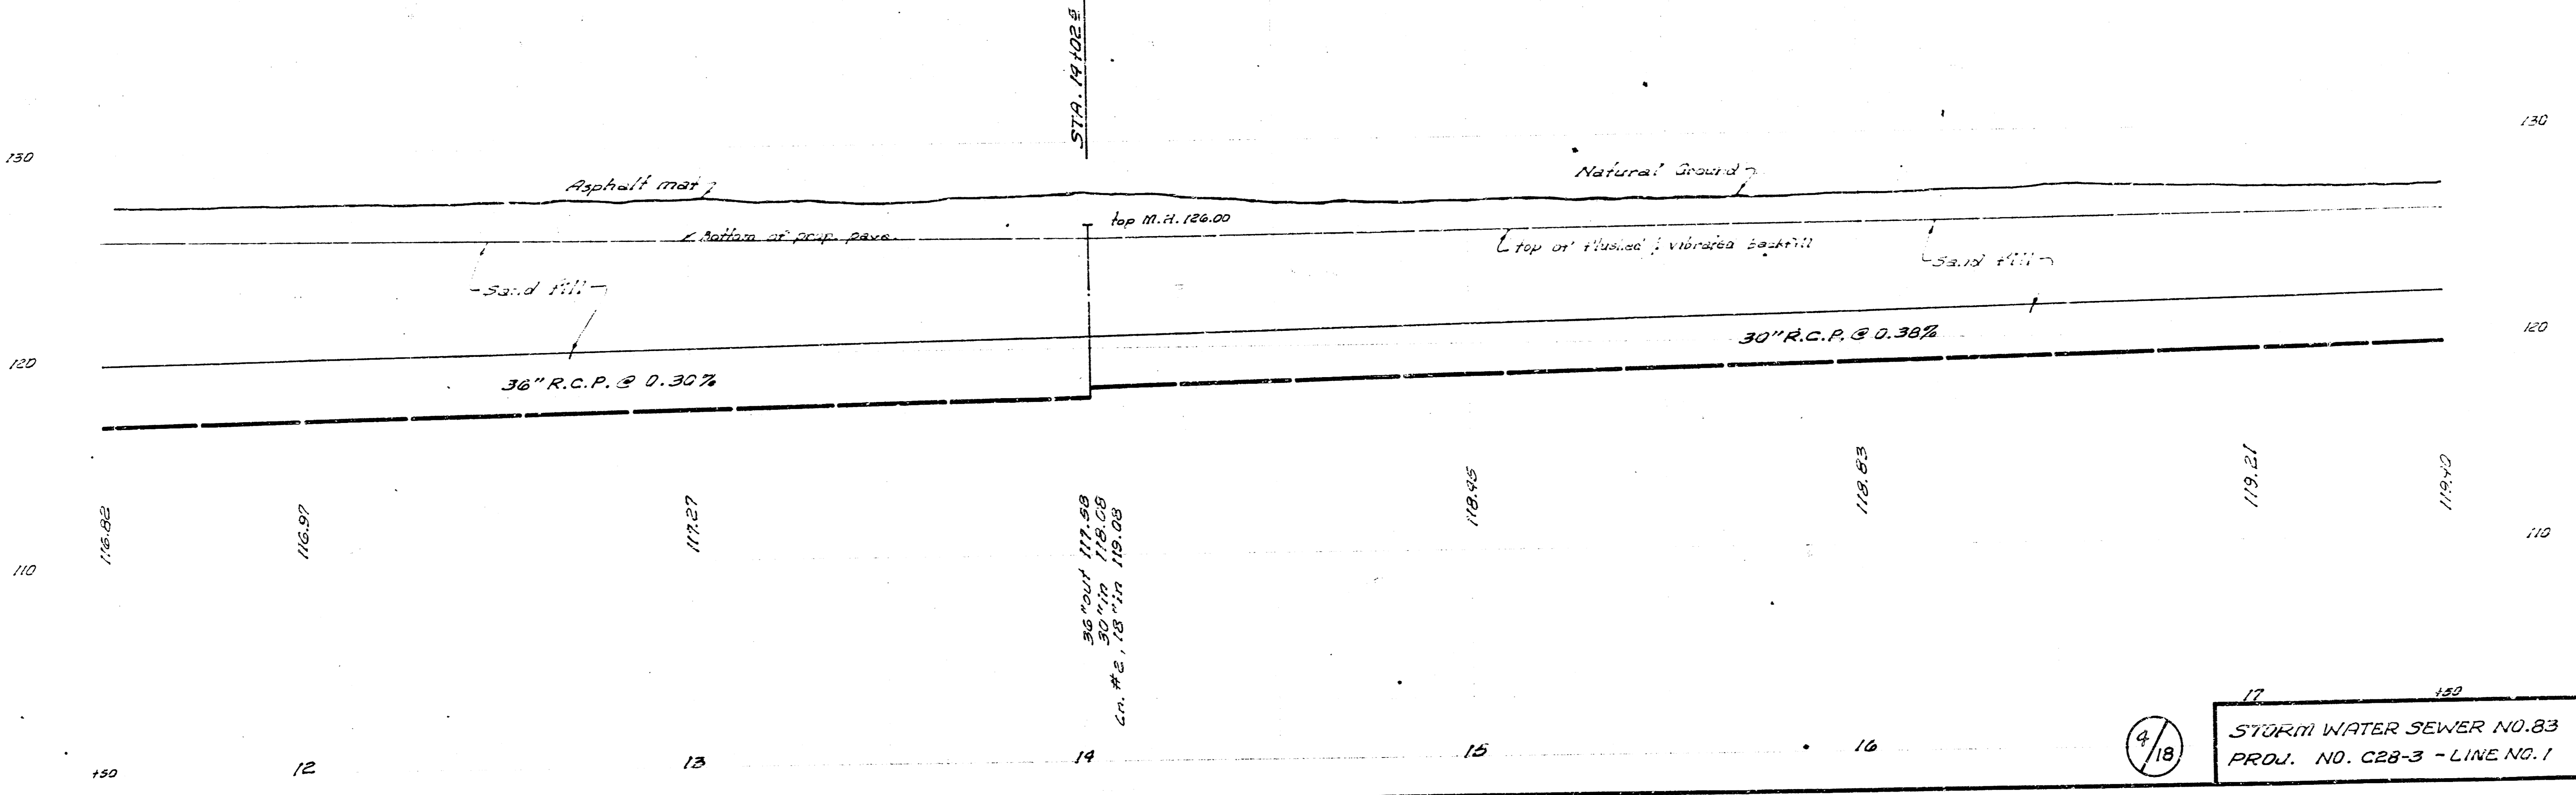 STA. 14+02
130
130
Asphalt mat
Natural Ground
top M.H. 126.00
Bottom of prop. pave.
top of flushed & vibrated backfill
Sand fill
Sand fill
120
120
36" R.C.P. @ 0.30%
30" R.C.P. @ 0.38%
116.82
116.97
117.27
36" out 117.58
30" in 118.08
Ln. #2, 18" in 119.08
118.45
118.83
119.21
119.40
110
110
+50
12
13
14
15
16
17
+50
4/18
STORM WATER SEWER NO. 83
PROJ. NO. C28-3 - LINE NO. 1